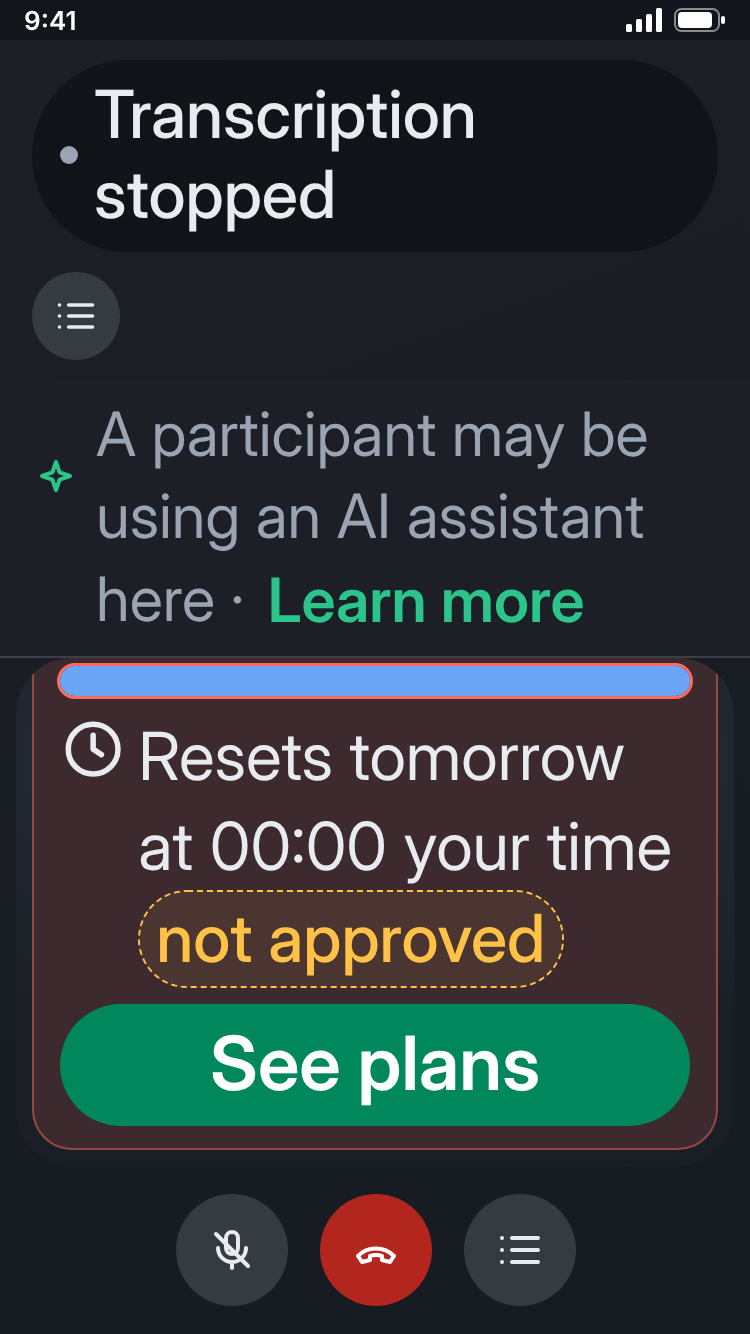 9:41
Transcription
stopped
A participant may be
using an AI assistant
here · Learn more
Resets tomorrow
at 00:00 your time
not approved
See plans